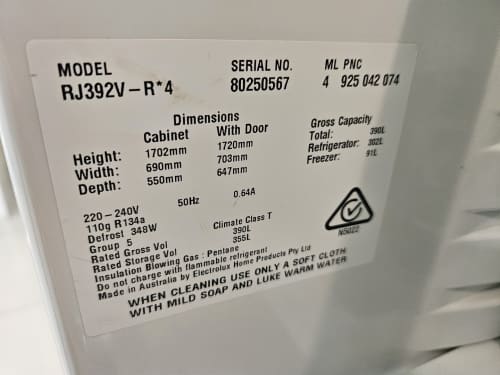 MODEL SERIAL NO. ML PNC
RJ392V-R*4 80250567 4 925 042 074
Dimensions
Cabinet With Door
Height: 1702mm 1720mm
Width: 690mm 703mm
Depth: 550mm 647mm
Gross Capacity
Total: 390L
Refrigerator: 302L
Freezer: 91L
220-240V 50Hz 0.64A
110g R134a
Defrost 348W Climate Class T
Group 5
Rated Gross Vol 390L
Rated Storage Vol 355L
Insulation Blowing Gas : Pentane
Do not charge with flammable refrigerant
Made in Australia by Electrolux Home Products Pty Ltd
N5022
WHEN CLEANING USE ONLY A SOFT CLOTH
WITH MILD SOAP AND LUKE WARM WATER